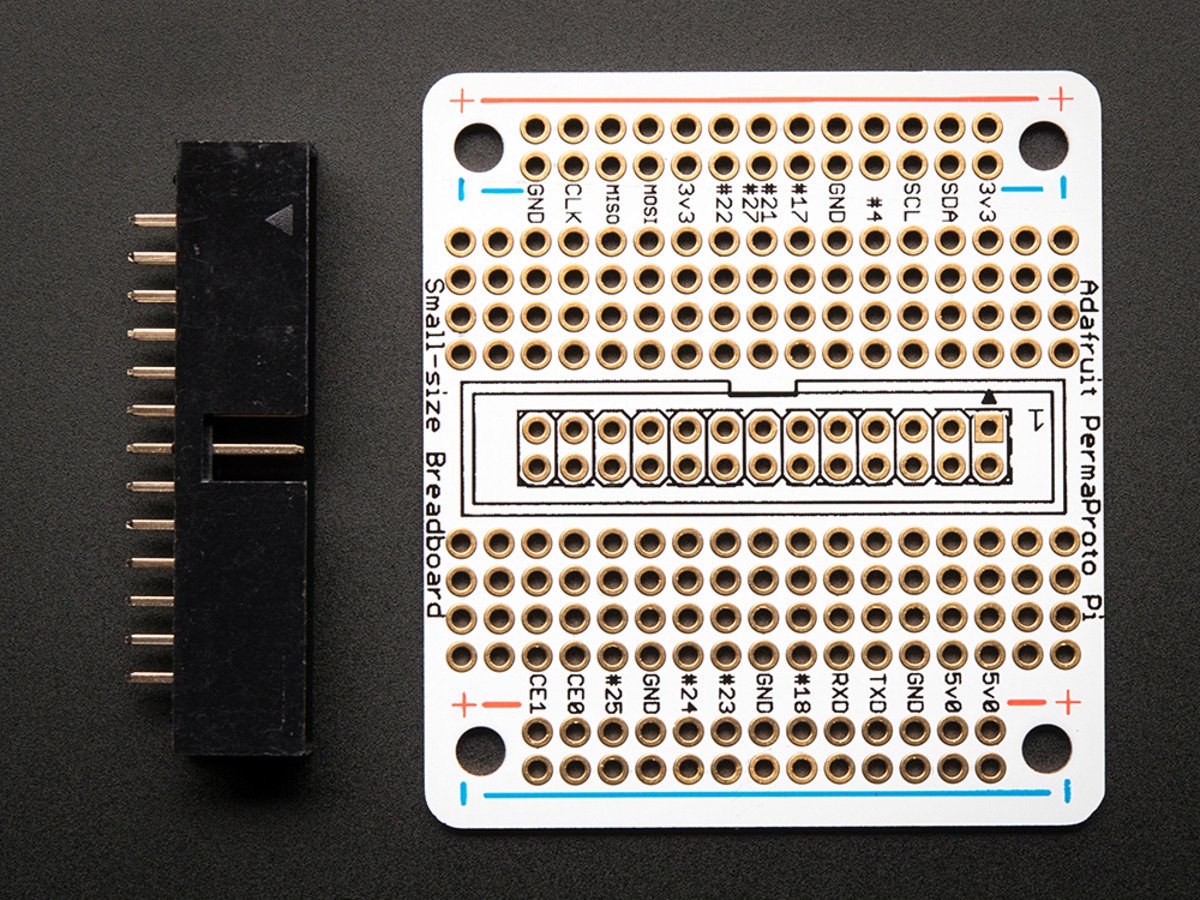 + +
- -
GND CLK MISO MOSI 3v3 #22 #21 #27 #17 GND #4 SCL SDA 3v3
Small-size Breadboard
Adafruit PermaProto Pi
1
CE1 CE0 #25 GND #24 #23 GND #18 RXD TXD GND 5v0 5v0
+ +
- -